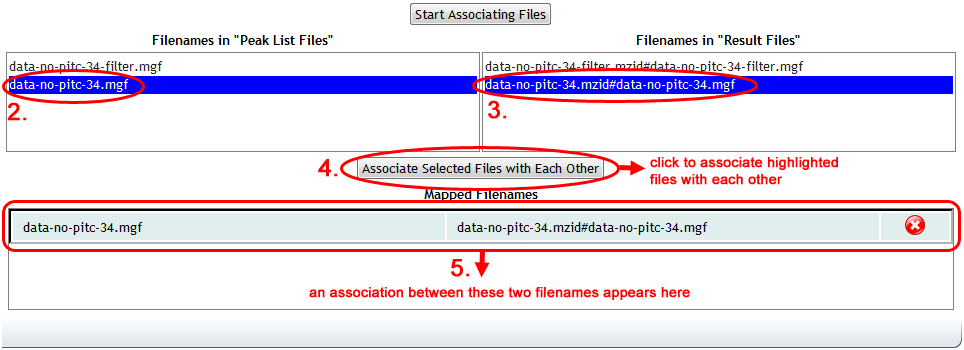 Start Associating Files
Filenames in "Peak List Files"
Filenames in "Result Files"
data-no-pitc-34-filter.mgf
data-no-pitc-34-filter.mzid#data-no-pitc-34-filter.mgf
data-no-pitc-34.mgf
data-no-pitc-34.mzid#data-no-pitc-34.mgf
2.
3.
4.
Associate Selected Files with Each Other
click to associate highlighted
files with each other
Mapped Filenames
data-no-pitc-34.mgf
data-no-pitc-34.mzid#data-no-pitc-34.mgf
5.
an association between these two filenames appears here